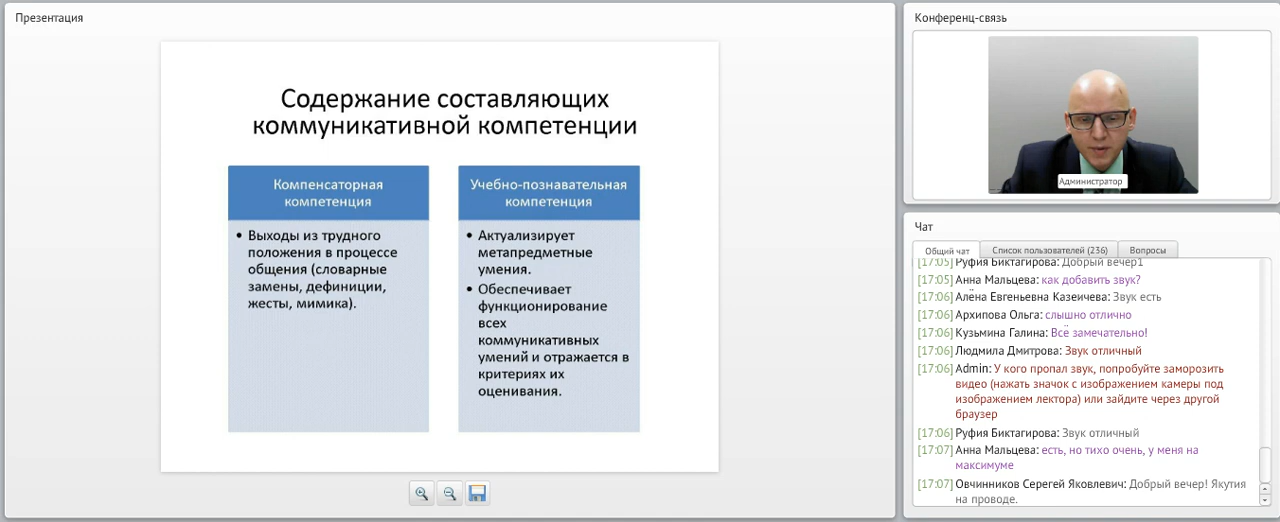 Презентация
Содержание составляющих
коммуникативной компетенции
Компенсаторная
компетенция
• Выходы из трудного
положения в процессе
общения (словарные
замены, дефиниции,
жесты, мимика).
Учебно-познавательная
компетенция
• Актуализирует
метапредметные
умения.
• Обеспечивает
функционирование
всех
коммуникативных
умений и отражается в
критериях их
оценивания.
Конференц-связь
Администратор
Чат
Общий чат
Список пользователей (236)
Вопросы
[17:05] Руфия Биктагирова: Добрый вечер1
[17:05] Анна Мальцева: как добавить звук?
[17:06] Алёна Евгеньевна Казеичева: Звук есть
[17:06] Архипова Ольга: слышно отлично
[17:06] Кузьмина Галина: Всё замечательно!
[17:06] Людмила Дмитрова: Звук отличный
[17:06] Admin: У кого пропал звук, попробуйте заморозить
видео (нажать значок с изображением камеры под
изображением лектора) или зайдите через другой
браузер
[17:06] Руфия Биктагирова: Звук отличный
[17:07] Анна Мальцева: есть, но тихо очень, у меня на
максимуме
[17:07] Овчинников Серегей Яковлевич: Добрый вечер! Якутия
на проводе.